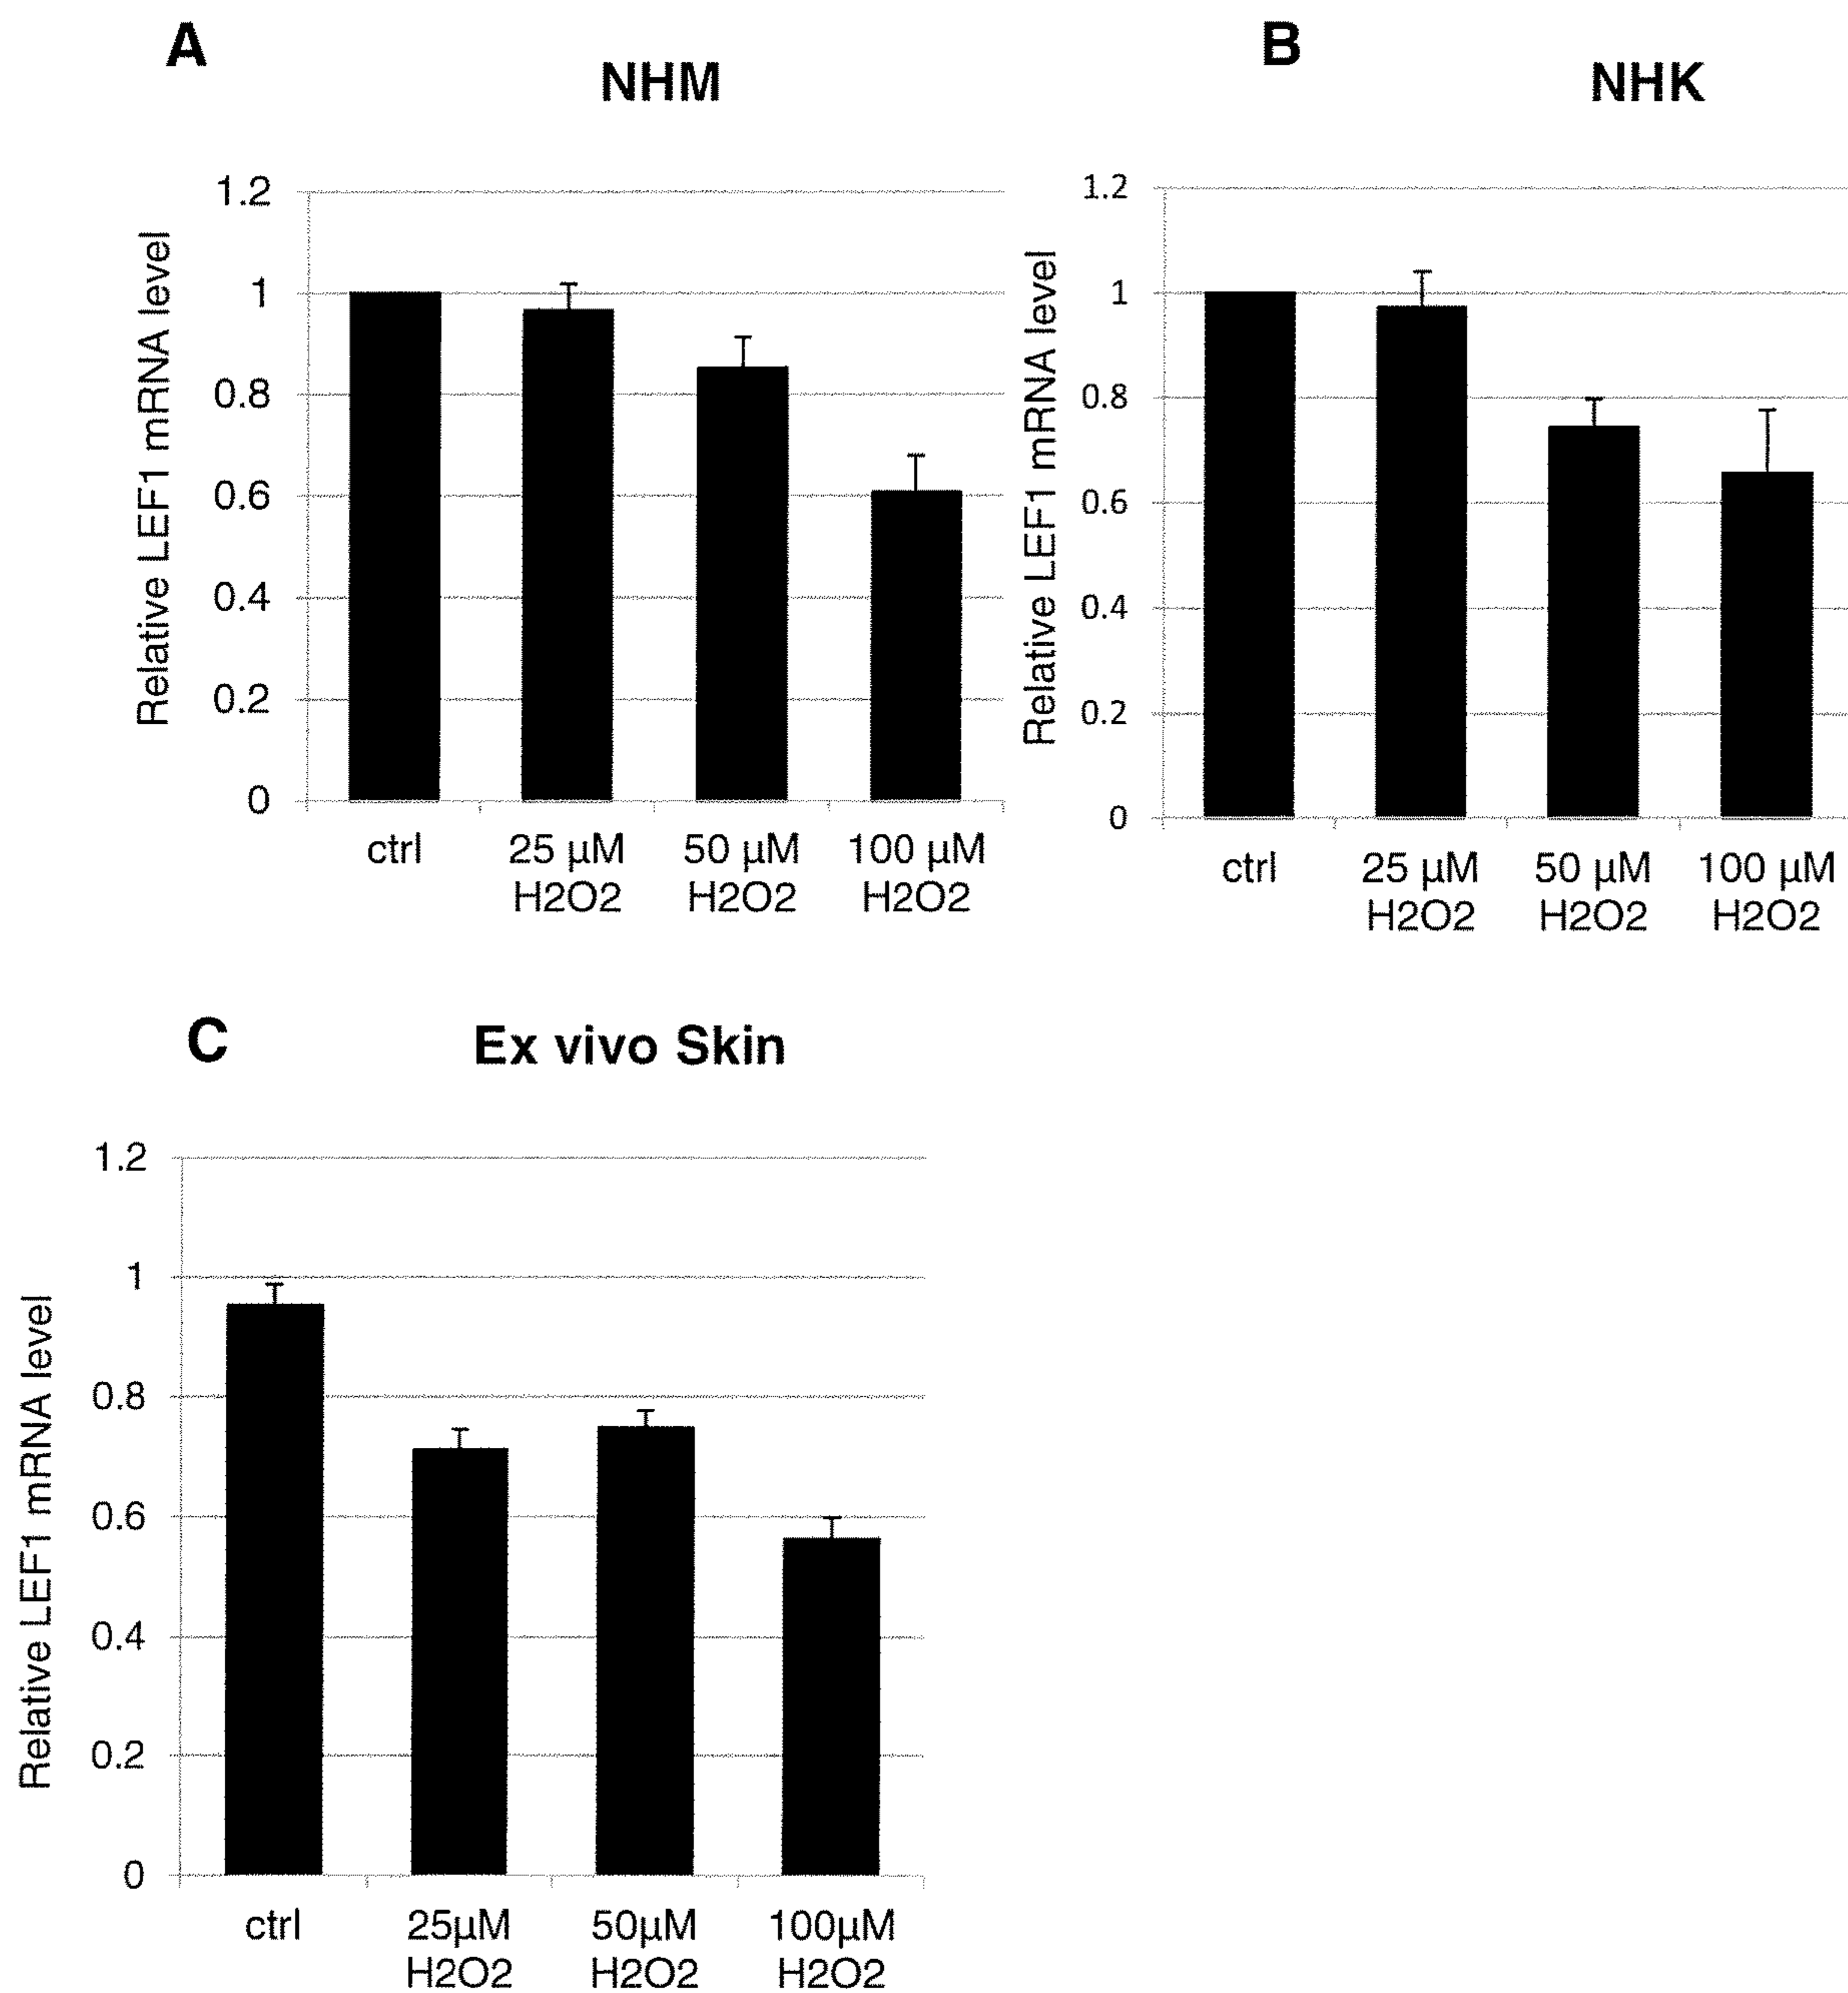 A
NHM
Relative LEF1 mRNA level
1.2
1
0.8
0.6
0.4
0.2
0
ctrl
25 µM
H2O2
50 µM
H2O2
100 µM
H2O2
B
NHK
Relative LEF1 mRNA level
1.2
1
0.8
0.6
0.4
0.2
0
ctrl
25 µM
H2O2
50 µM
H2O2
100 µM
H2O2
C
Ex vivo Skin
Relative LEF1 mRNA level
1.2
1
0.8
0.6
0.4
0.2
0
ctrl
25µM
H2O2
50µM
H2O2
100µM
H2O2